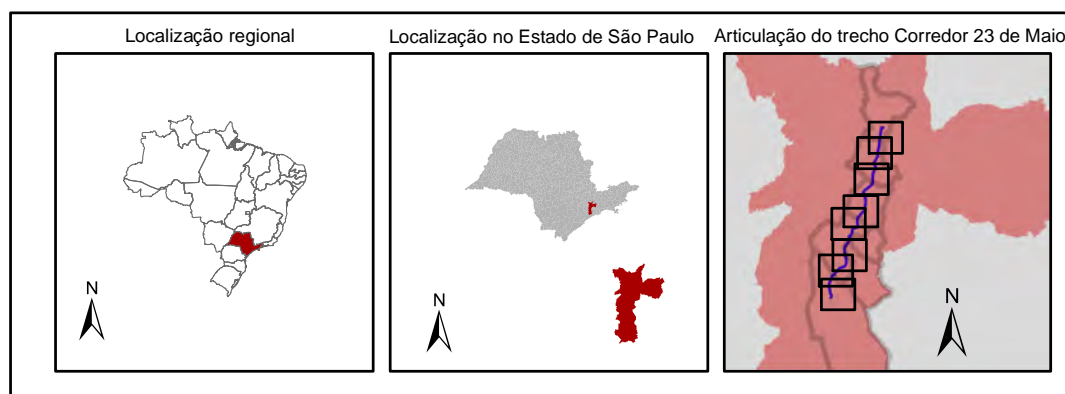 Localização regional
Localização no Estado de São Paulo
Articulação do trecho Corredor 23 de Maio
N
N
N